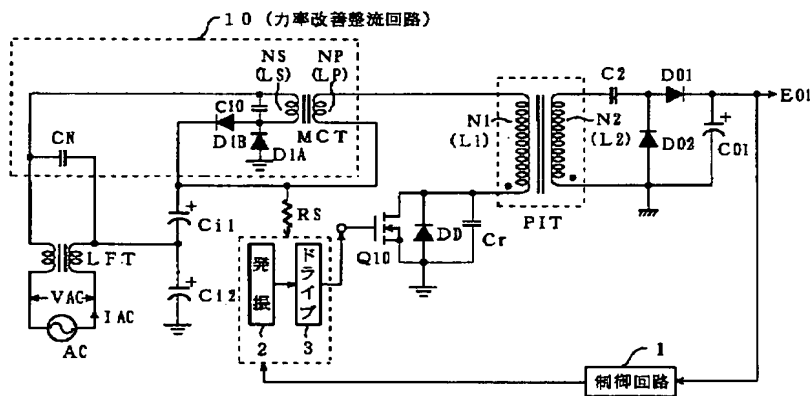 10 (力率改善整流回路)
NS
(LS)
NP
(LP)
C10
MCT
D1B
D1A
CN
N1
(L1)
N2
(L2)
C2
D01
E01
D02
C01
PIT
Ci1
RS
LFT
Q10
DD
Cr
VAC
IAC
Ci2
AC
発振
ドライブ
2
3
1
制御回路